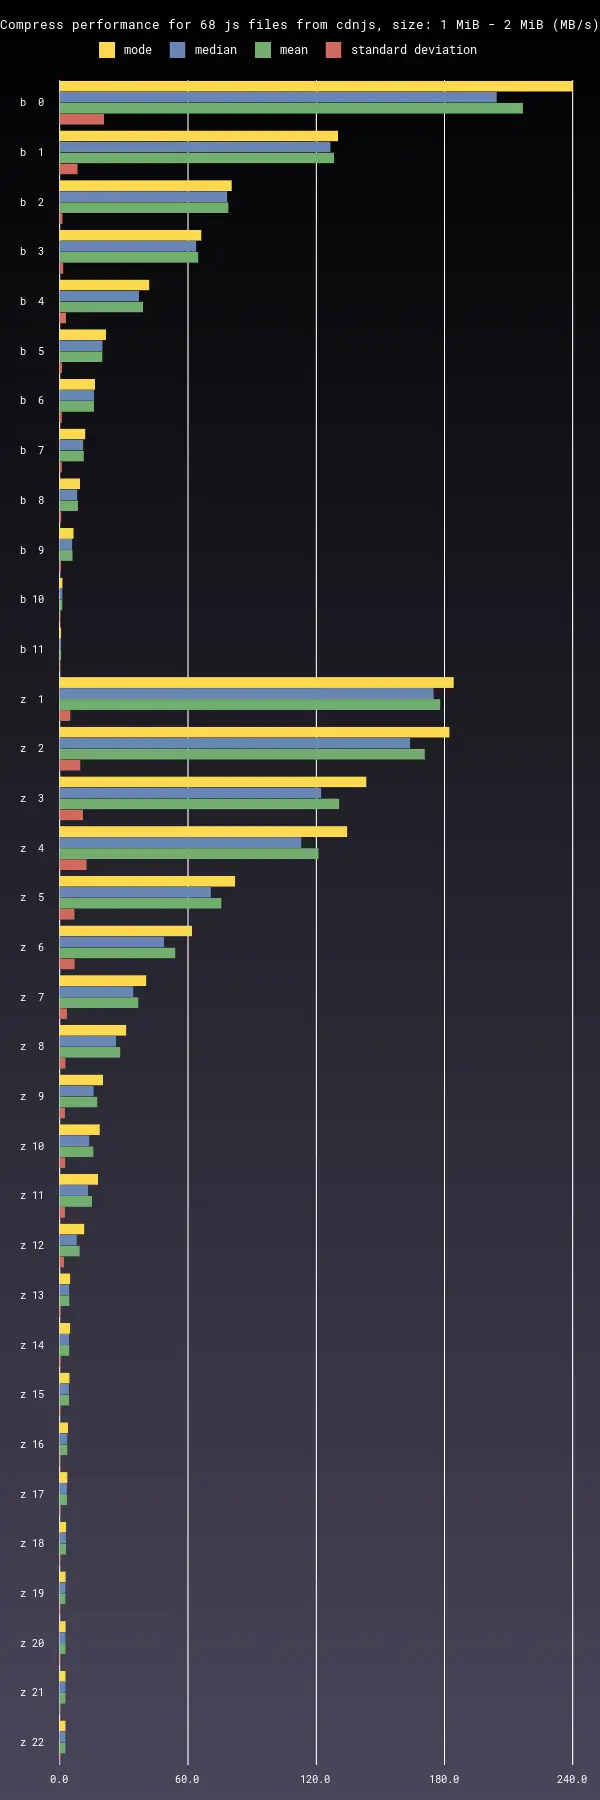 Compress performance for 68 js files from cdnjs, size: 1 MiB - 2 MiB (MB/s)
mode median mean standard deviation
b 0
b 1
b 2
b 3
b 4
b 5
b 6
b 7
b 8
b 9
b 10
b 11
z 1
z 2
z 3
z 4
z 5
z 6
z 7
z 8
z 9
z 10
z 11
z 12
z 13
z 14
z 15
z 16
z 17
z 18
z 19
z 20
z 21
z 22
0.0 60.0 120.0 180.0 240.0